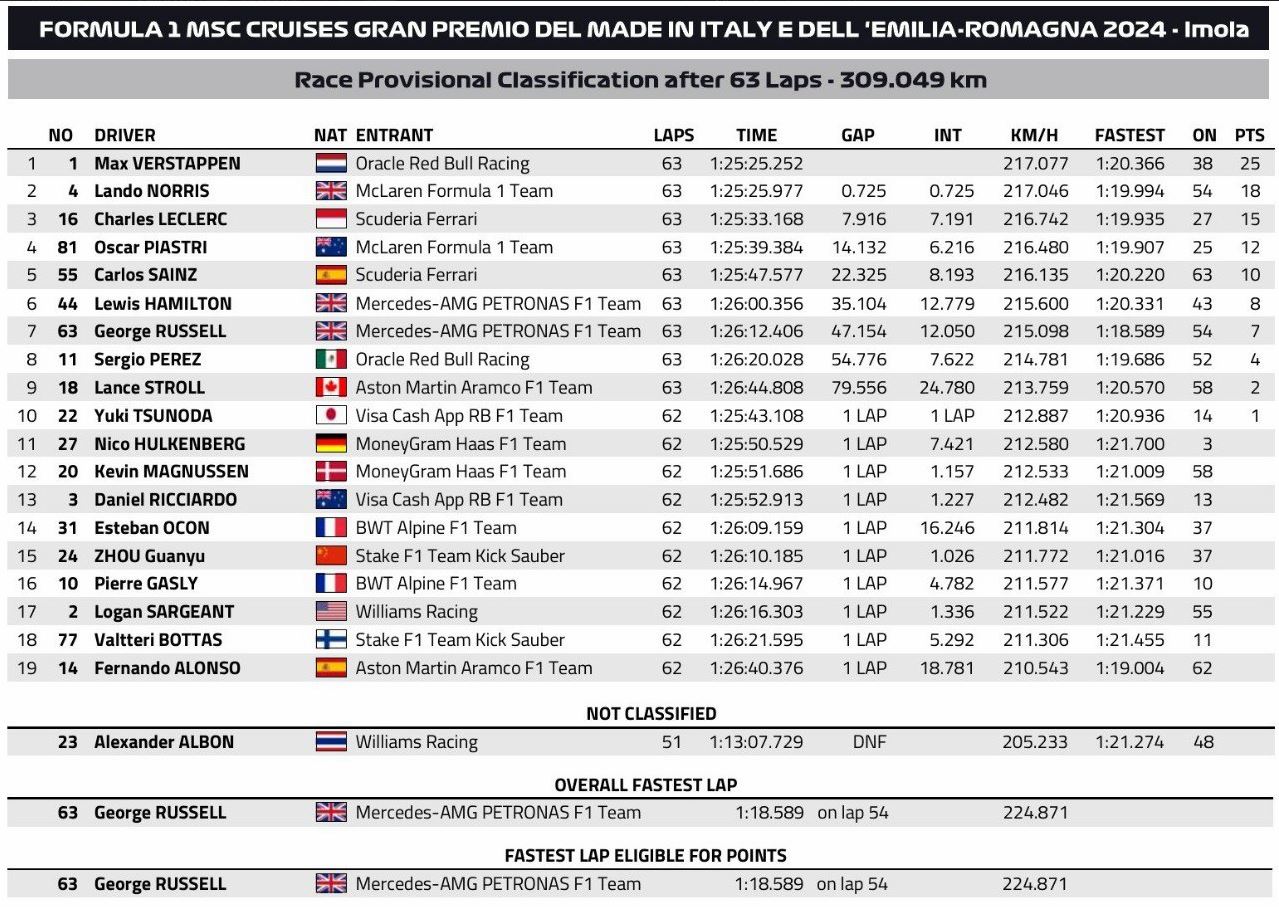 FORMULA 1 MSC CRUISES GRAN PREMIO DEL MADE IN ITALY E DELL 'EMILIA-ROMAGNA 2024 - Imola
Race Provisional Classification after 63 Laps - 309.049 km
NO DRIVER NAT ENTRANT LAPS TIME GAP INT KM/H FASTEST ON PTS
1 1 Max VERSTAPPEN Oracle Red Bull Racing 63 1:25:25.252 217.077 1:20.366 38 25
2 4 Lando NORRIS McLaren Formula 1 Team 63 1:25:25.977 0.725 0.725 217.046 1:19.994 54 18
3 16 Charles LECLERC Scuderia Ferrari 63 1:25:33.168 7.916 7.191 216.742 1:19.935 27 15
4 81 Oscar PIASTRI McLaren Formula 1 Team 63 1:25:39.384 14.132 6.216 216.480 1:19.907 25 12
5 55 Carlos SAINZ Scuderia Ferrari 63 1:25:47.577 22.325 8.193 216.135 1:20.220 63 10
6 44 Lewis HAMILTON Mercedes-AMG PETRONAS F1 Team 63 1:26:00.356 35.104 12.779 215.600 1:20.331 43 8
7 63 George RUSSELL Mercedes-AMG PETRONAS F1 Team 63 1:26:12.406 47.154 12.050 215.098 1:18.589 54 7
8 11 Sergio PEREZ Oracle Red Bull Racing 63 1:26:20.028 54.776 7.622 214.781 1:19.686 52 4
9 18 Lance STROLL Aston Martin Aramco F1 Team 63 1:26:44.808 79.556 24.780 213.759 1:20.570 58 2
10 22 Yuki TSUNODA Visa Cash App RB F1 Team 62 1:25:43.108 1 LAP 1 LAP 212.887 1:20.936 14 1
11 27 Nico HULKENBERG MoneyGram Haas F1 Team 62 1:25:50.529 1 LAP 7.421 212.580 1:21.700 3
12 20 Kevin MAGNUSSEN MoneyGram Haas F1 Team 62 1:25:51.686 1 LAP 1.157 212.533 1:21.009 58
13 3 Daniel RICCIARDO Visa Cash App RB F1 Team 62 1:25:52.913 1 LAP 1.227 212.482 1:21.569 13
14 31 Esteban OCON BWT Alpine F1 Team 62 1:26:09.159 1 LAP 16.246 211.814 1:21.304 37
15 24 ZHOU Guanyu Stake F1 Team Kick Sauber 62 1:26:10.185 1 LAP 1.026 211.772 1:21.016 37
16 10 Pierre GASLY BWT Alpine F1 Team 62 1:26:14.967 1 LAP 4.782 211.577 1:21.371 10
17 2 Logan SARGEANT Williams Racing 62 1:26:16.303 1 LAP 1.336 211.522 1:21.229 55
18 77 Valtteri BOTTAS Stake F1 Team Kick Sauber 62 1:26:21.595 1 LAP 5.292 211.306 1:21.455 11
19 14 Fernando ALONSO Aston Martin Aramco F1 Team 62 1:26:40.376 1 LAP 18.781 210.543 1:19.004 62
NOT CLASSIFIED
23 Alexander ALBON Williams Racing 51 1:13:07.729 DNF 205.233 1:21.274 48
OVERALL FASTEST LAP
63 George RUSSELL Mercedes-AMG PETRONAS F1 Team 1:18.589 on lap 54 224.871
FASTEST LAP ELIGIBLE FOR POINTS
63 George RUSSELL Mercedes-AMG PETRONAS F1 Team 1:18.589 on lap 54 224.871